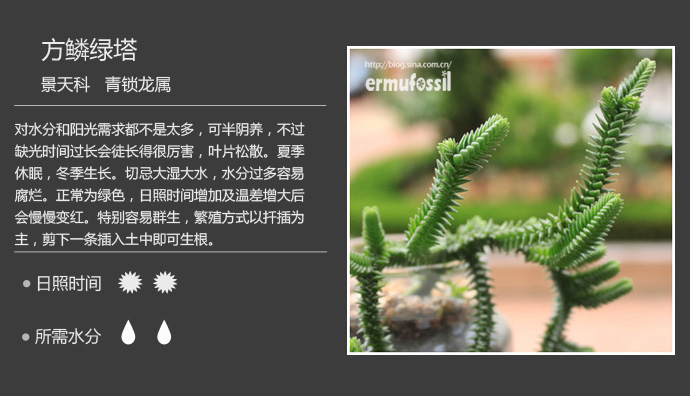 方鳞绿塔
景天科 青锁龙属
对水分和阳光需求都不是太多，可半阴养，不过
缺光时间过长会徒长得很厉害，叶片松散。夏季
休眠，冬季生长。切忌大湿大水，水分过多容易
腐烂。正常为绿色，日照时间增加及温差增大后
会慢慢变红。特别容易群生，繁殖方式以扦插为
主，剪下一条插入土中即可生根。
日照时间
所需水分
http://blog.sina.com.cn/
ermufossil